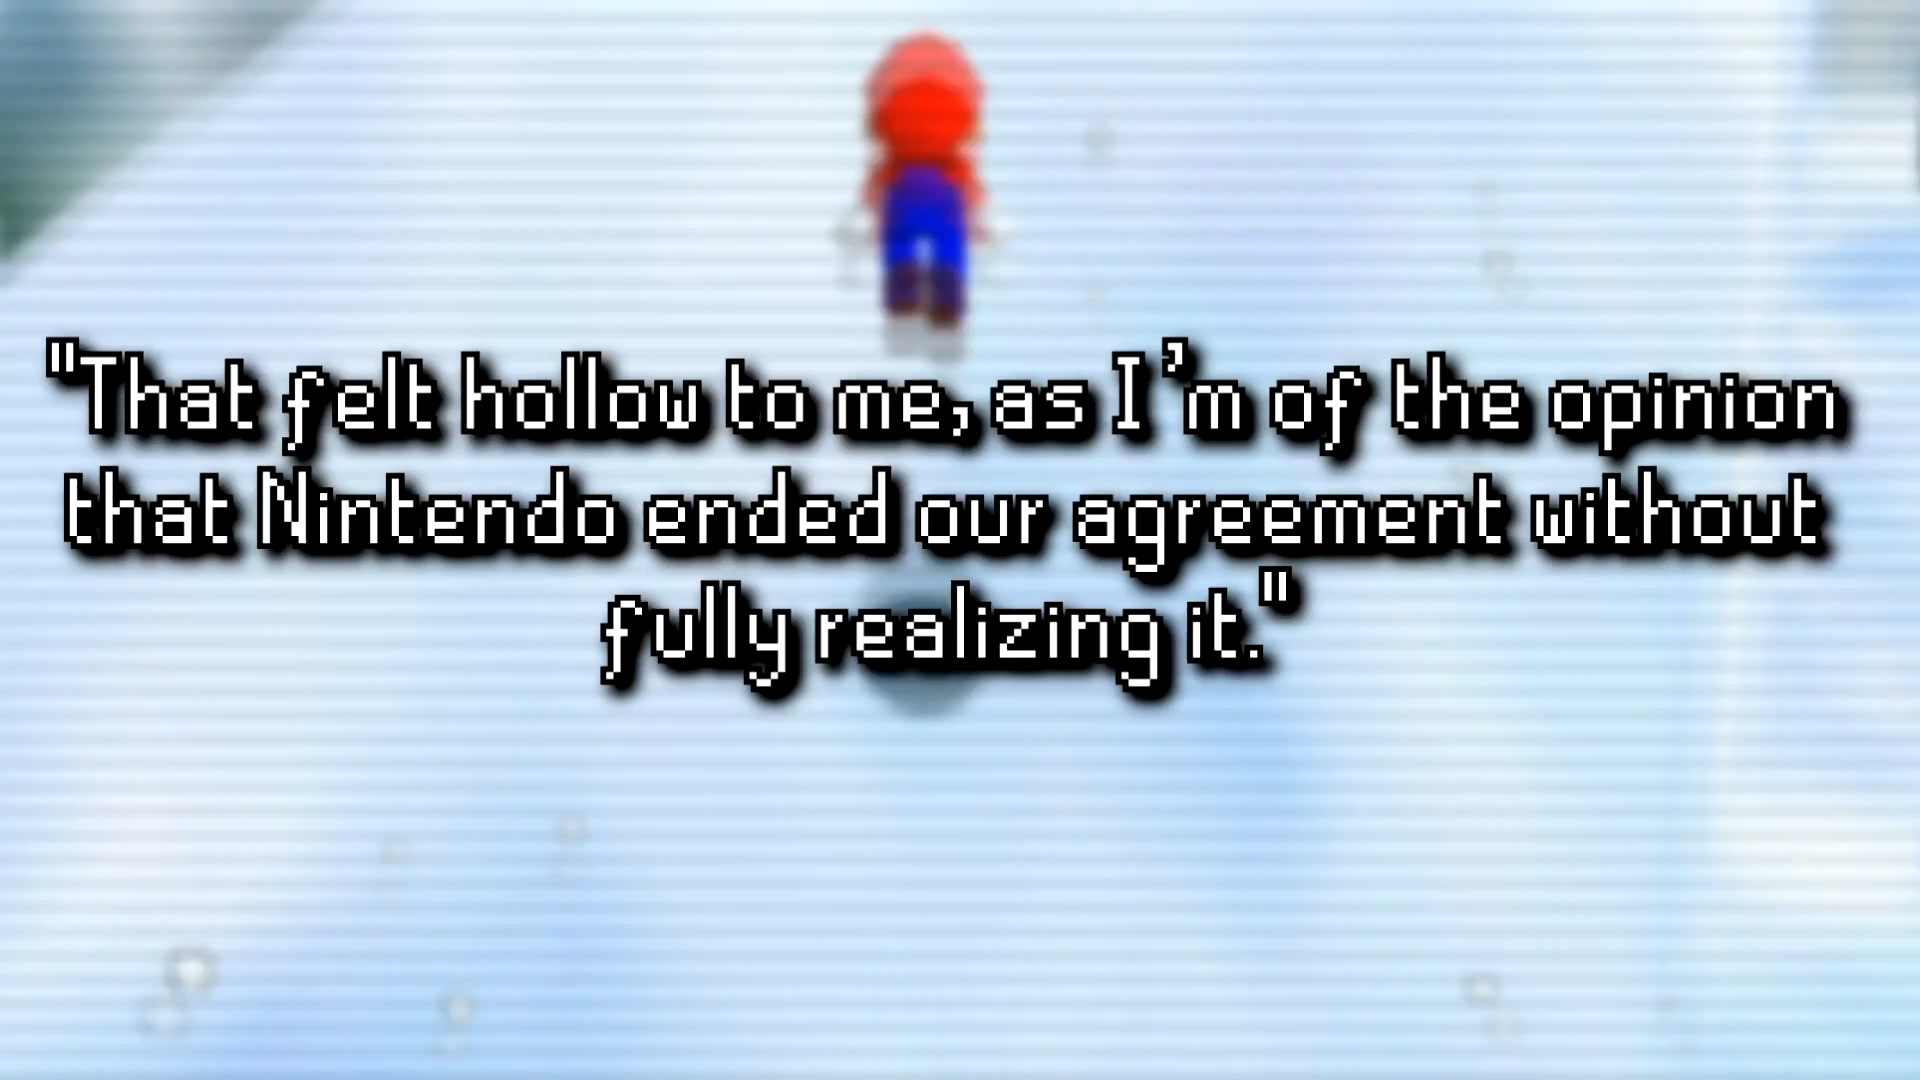 "That felt hollow to me, as I'm of the opinion
that Nintendo ended our agreement without
fully realizing it."